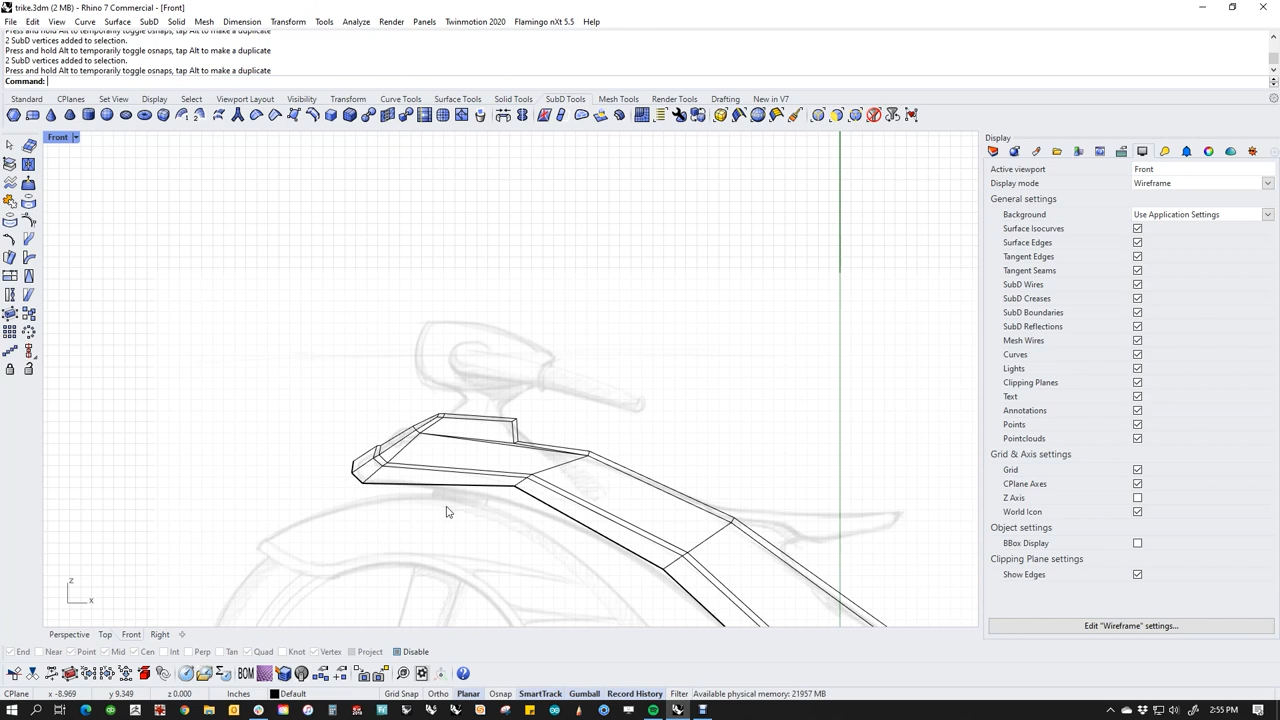 trike.3dm (2 MB) - Rhino 7 Commercial - [Front]
File Edit View Curve Surface SubD Solid Mesh Dimension Transform Tools Analyze Render Panels Twinmotion 2020 Flamingo nXt 5.5 Help
Press and hold Alt to temporarily toggle osnaps, tap Alt to make a duplicate
2 SubD vertices added to selection.
Press and hold Alt to temporarily toggle osnaps, tap Alt to make a duplicate
2 SubD vertices added to selection.
Press and hold Alt to temporarily toggle osnaps, tap Alt to make a duplicate
Command:
Standard CPlanes Set View Display Select Viewport Layout Visibility Transform Curve Tools Surface Tools Solid Tools SubD Tools Mesh Tools Render Tools Drafting New in V7
Front
Display
Active viewport Front
Display mode Wireframe
General settings
Background Use Application Settings
Surface Isocurves
Surface Edges
Tangent Edges
Tangent Seams
SubD Wires
SubD Creases
SubD Boundaries
SubD Reflections
Mesh Wires
Curves
Lights
Clipping Planes
Text
Annotations
Points
Pointclouds
Grid & Axis settings
Grid
CPlane Axes
Z Axis
World Icon
Object settings
BBox Display
Clipping Plane settings
Show Edges
Edit "Wireframe" settings...
z
x
Perspective Top Front Right
End Near Point Mid Cen Int Perp Tan Quad Knot Vertex Project Disable
BOM
CPlane x -8.969 y 9.349 z 0.000 Inches Default Grid Snap Ortho Planar Osnap SmartTrack Gumball Record History Filter Available physical memory: 21957 MB
2:55 PM